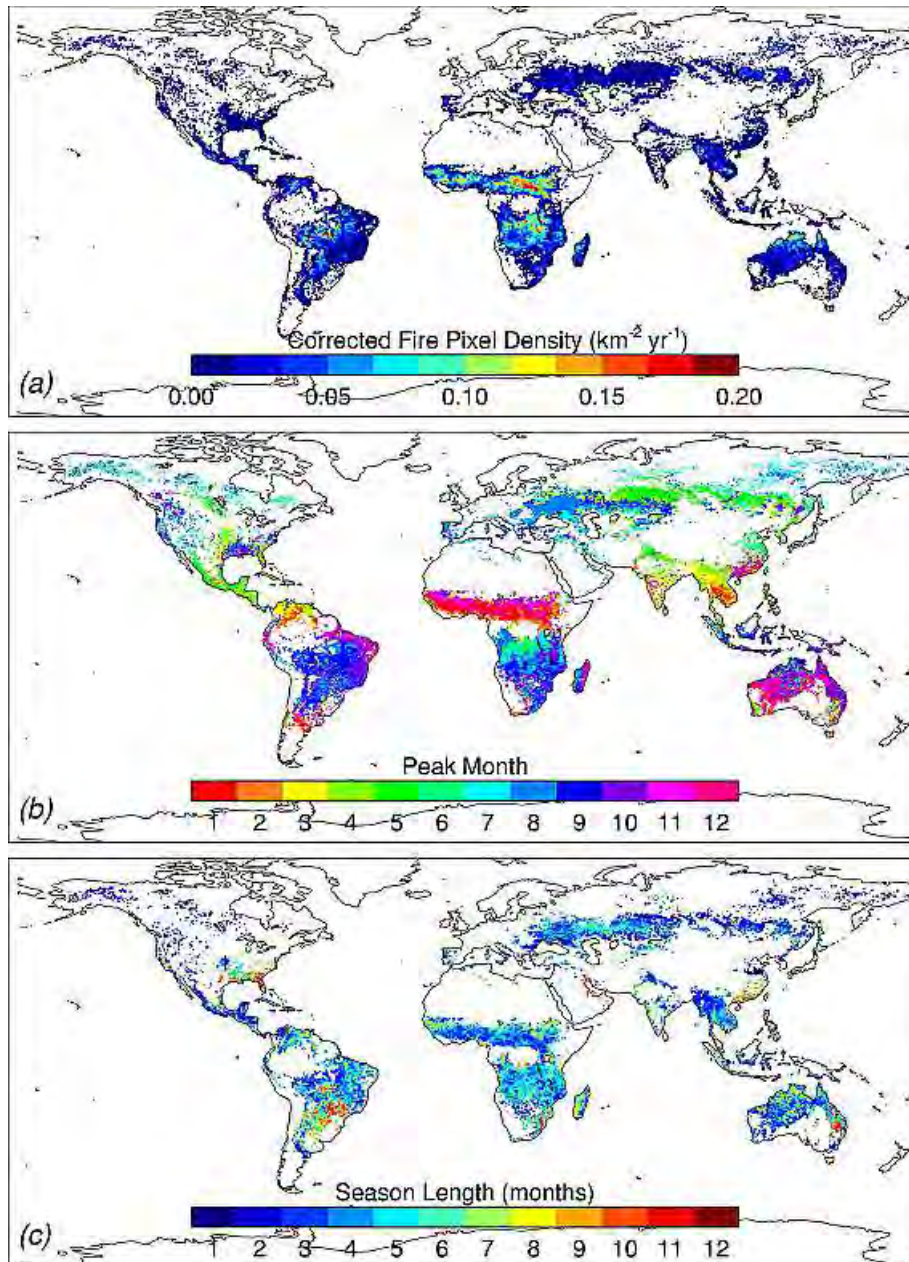 Corrected Fire Pixel Density (km⁻² yr⁻¹)
(a)
0.00 0.05 0.10 0.15 0.20
Peak Month
(b)
1 2 3 4 5 6 7 8 9 10 11 12
Season Length (months)
(c)
1 2 3 4 5 6 7 8 9 10 11 12